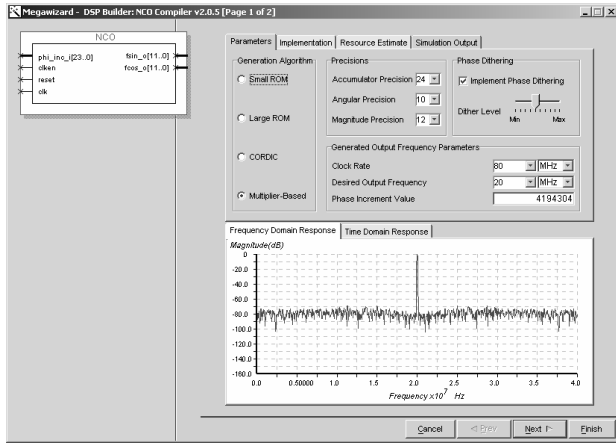 Megawizard - DSP Builder: NCO Compiler v2.0.5 [Page 1 of 2]
NCO
phi_inc_i[23..0] fsin_o[11..0]
clken fcos_o[11..0]
reset
clk
Parameters Implementation Resource Estimate Simulation Output
Generation Algorithm
Small ROM
Large ROM
CORDIC
Multiplier-Based
Precisions
Accumulator Precision 24
Angular Precision 10
Magnitude Precision 12
Phase Dithering
Implement Phase Dithering
Dither Level
Min Max
Generated Output Frequency Parameters
Clock Rate 80 MHz
Desired Output Frequency 20 MHz
Phase Increment Value 4194304
Frequency Domain Response Time Domain Response
Magnitude(dB)
0
-20.0
-40.0
-60.0
-80.0
-100.0
-120.0
-140.0
-160.0
0.0 0.50000 1.0 1.5 2.0 2.5 3.0 3.5 4.0
Frequency x10^7 Hz
Cancel Prev Next Finish